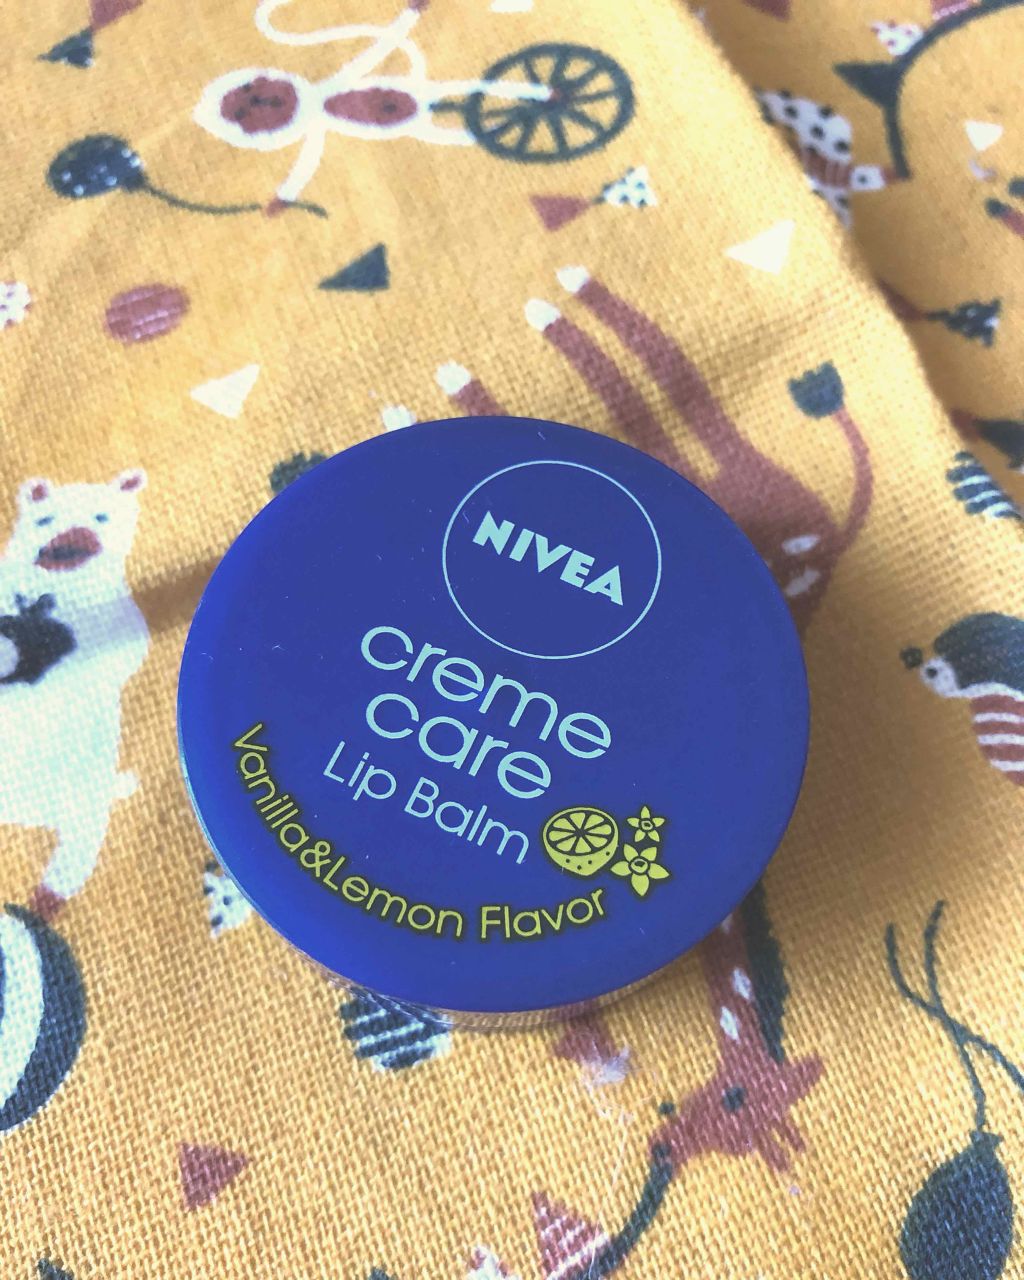 NIVEA
creme
care
Lip Balm
Vanilla&Lemon Flavor